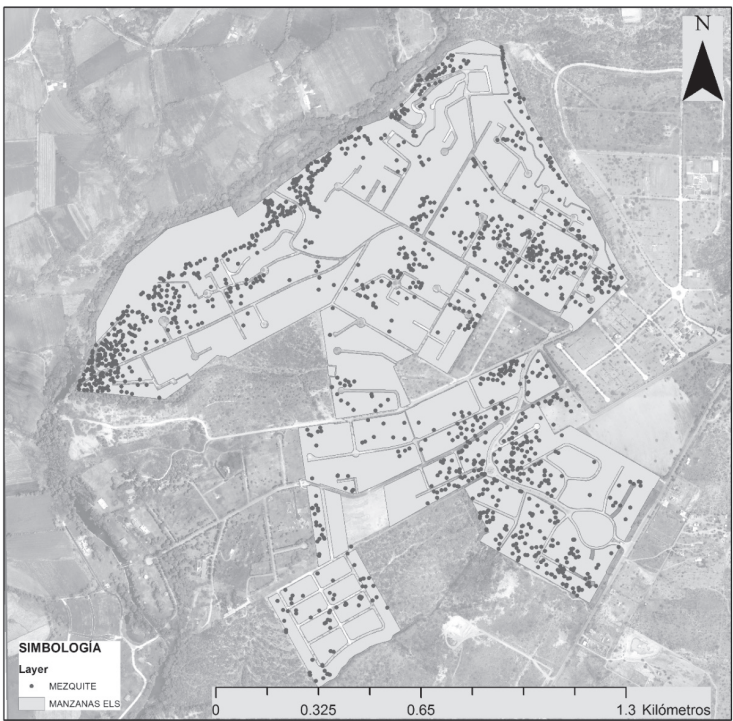 N
SIMBOLOGÍA
Layer
MEZQUITE
MANZANAS ELS
0 0.325 0.65 1.3 Kilómetros